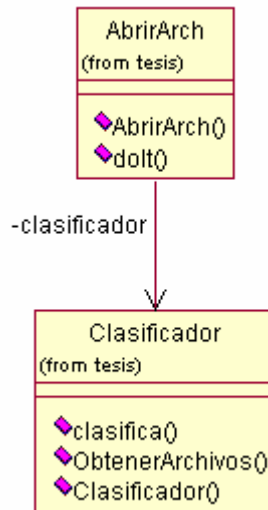 AbrirArch
(from tesis)
AbrirArch()
doIt()
-clasificador
Clasificador
(from tesis)
clasifica()
ObtenerArchivos()
Clasificador()